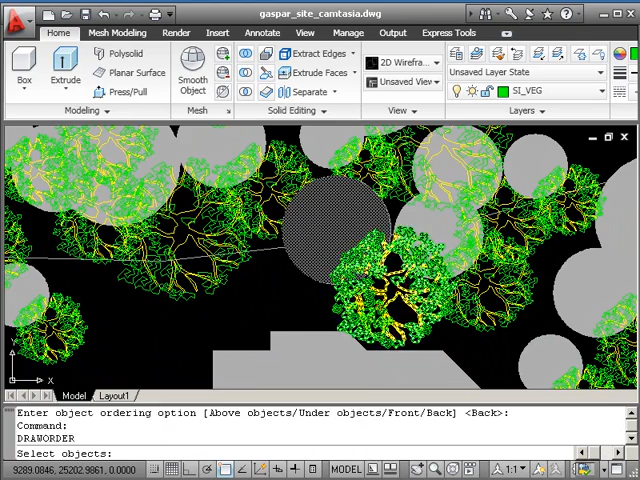 gaspar_site_camtasia.dwg
Home Mesh Modeling Render Insert Annotate View Manage Output Express Tools
Box
Extrude
Polysolid
Planar Surface
Press/Pull
Modeling
Smooth Object
Mesh
Extract Edges
Extrude Faces
Separate
Solid Editing
2D Wirefra...
Unsaved View
View
Unsaved Layer State
SI_VEG
Layers
Y
X
Model Layout1
Enter object ordering option [Above objects/Under objects/Front/Back] <Back>:
Command:
DRAWORDER
Select objects:
9289.0846, 25202.9861, 0.0000 MODEL 1:1